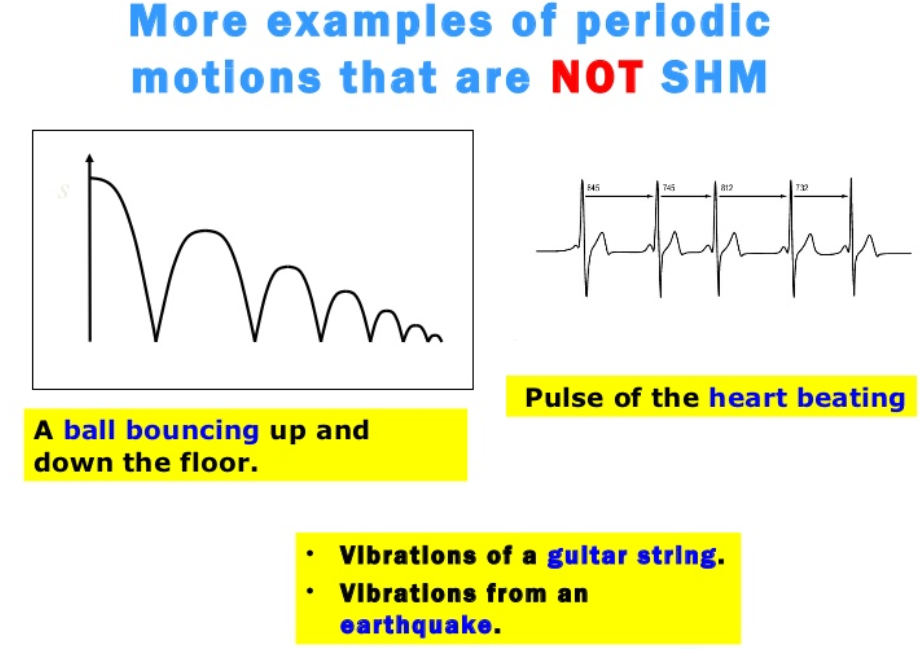 More examples of periodic
motions that are NOT SHM
s
845
745
812
732
Pulse of the heart beating
A ball bouncing up and
down the floor.
• Vibrations of a guitar string.
• Vibrations from an
earthquake.